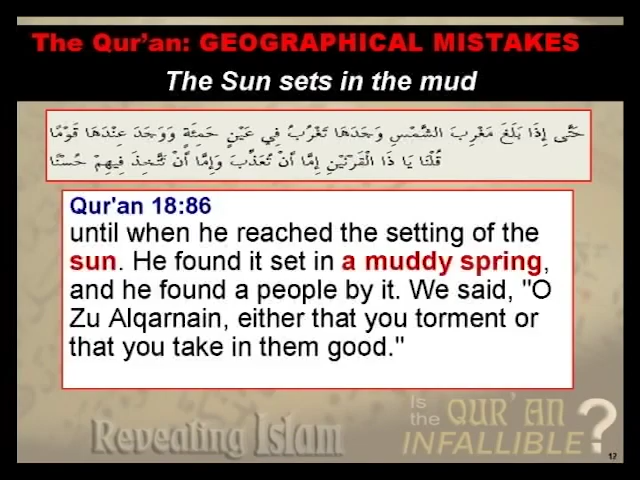 The Qur'an: GEOGRAPHICAL MISTAKES
The Sun sets in the mud
حَتَّى إِذَا بَلَغَ مَغْرِبَ الشَّمْسِ وَجَدَهَا تَغْرُبُ فِي عَيْنٍ حَمِئَةٍ وَوَجَدَ عِنْدَهَا قَوْمًا
قُلْنَا يَا ذَا الْقَرْنَيْنِ إِمَّا أَنْ تُعَذِّبَ وَإِمَّا أَنْ تَتَّخِذَ فِيهِمْ حُسْنًا
Qur'an 18:86
until when he reached the setting of the
sun. He found it set in a muddy spring,
and he found a people by it. We said, "O
Zu Alqarnain, either that you torment or
that you take in them good."
Revealing Islam
Is
the QUR'AN
INFALLIBLE?
12